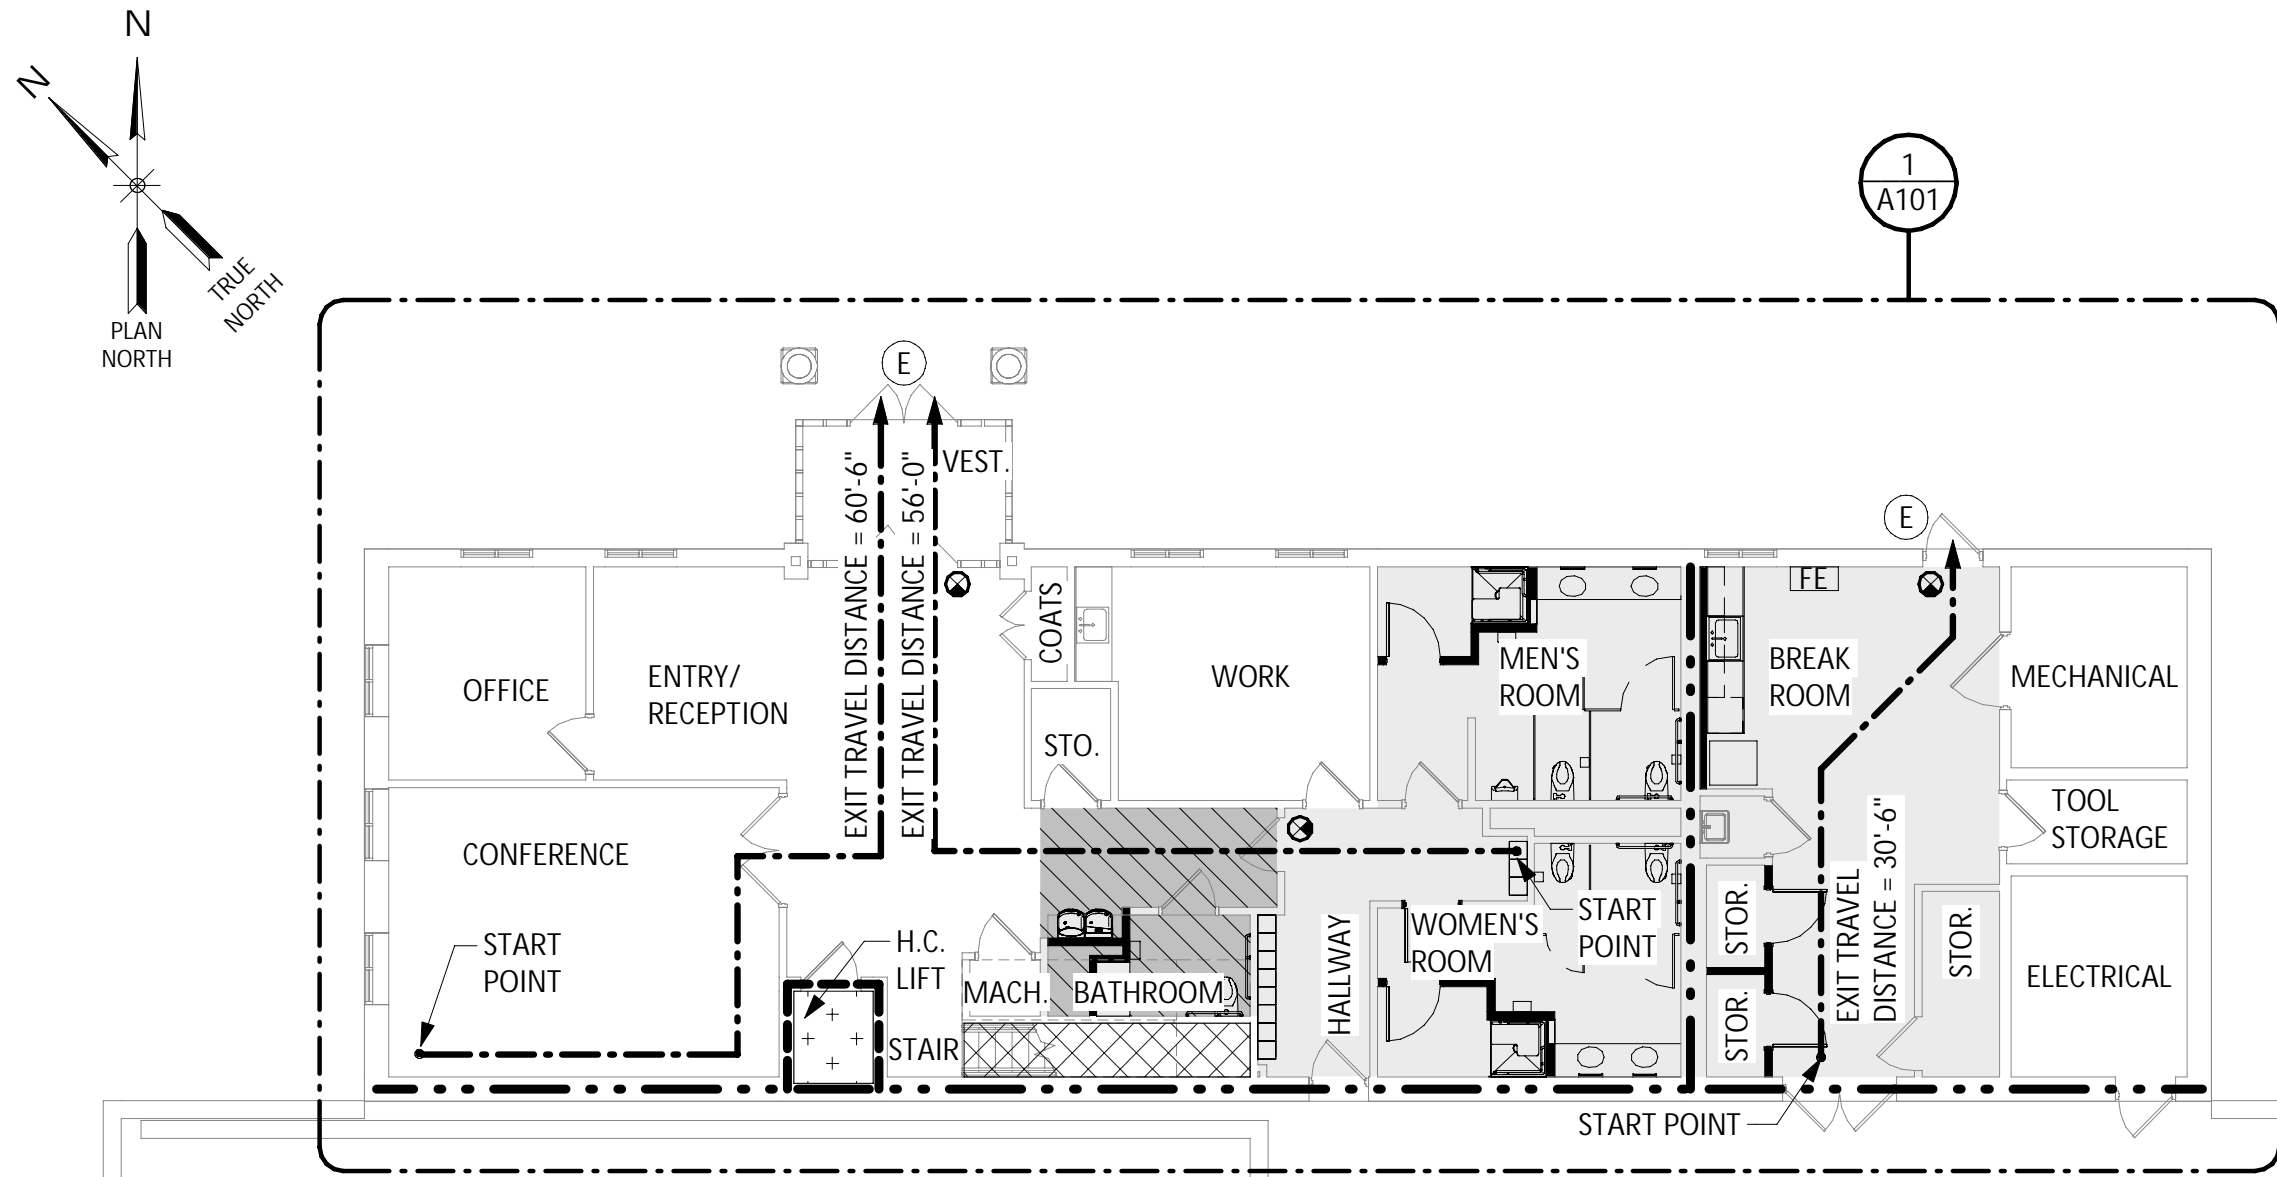 N
N
TRUE
NORTH
PLAN
NORTH
1
A101
E
VEST.
EXIT TRAVEL DISTANCE = 60'-6"
EXIT TRAVEL DISTANCE = 56'-0"
E
FE
COATS
OFFICE
ENTRY/
RECEPTION
WORK
MEN'S
ROOM
BREAK
ROOM
MECHANICAL
STO.
TOOL
STORAGE
CONFERENCE
START
POINT
H.C.
LIFT
MACH.
BATHROOM
STAIR
HALLWAY
WOMEN'S
ROOM
START
POINT
STOR.
STOR.
EXIT TRAVEL
DISTANCE = 30'-6"
STOR.
ELECTRICAL
START POINT